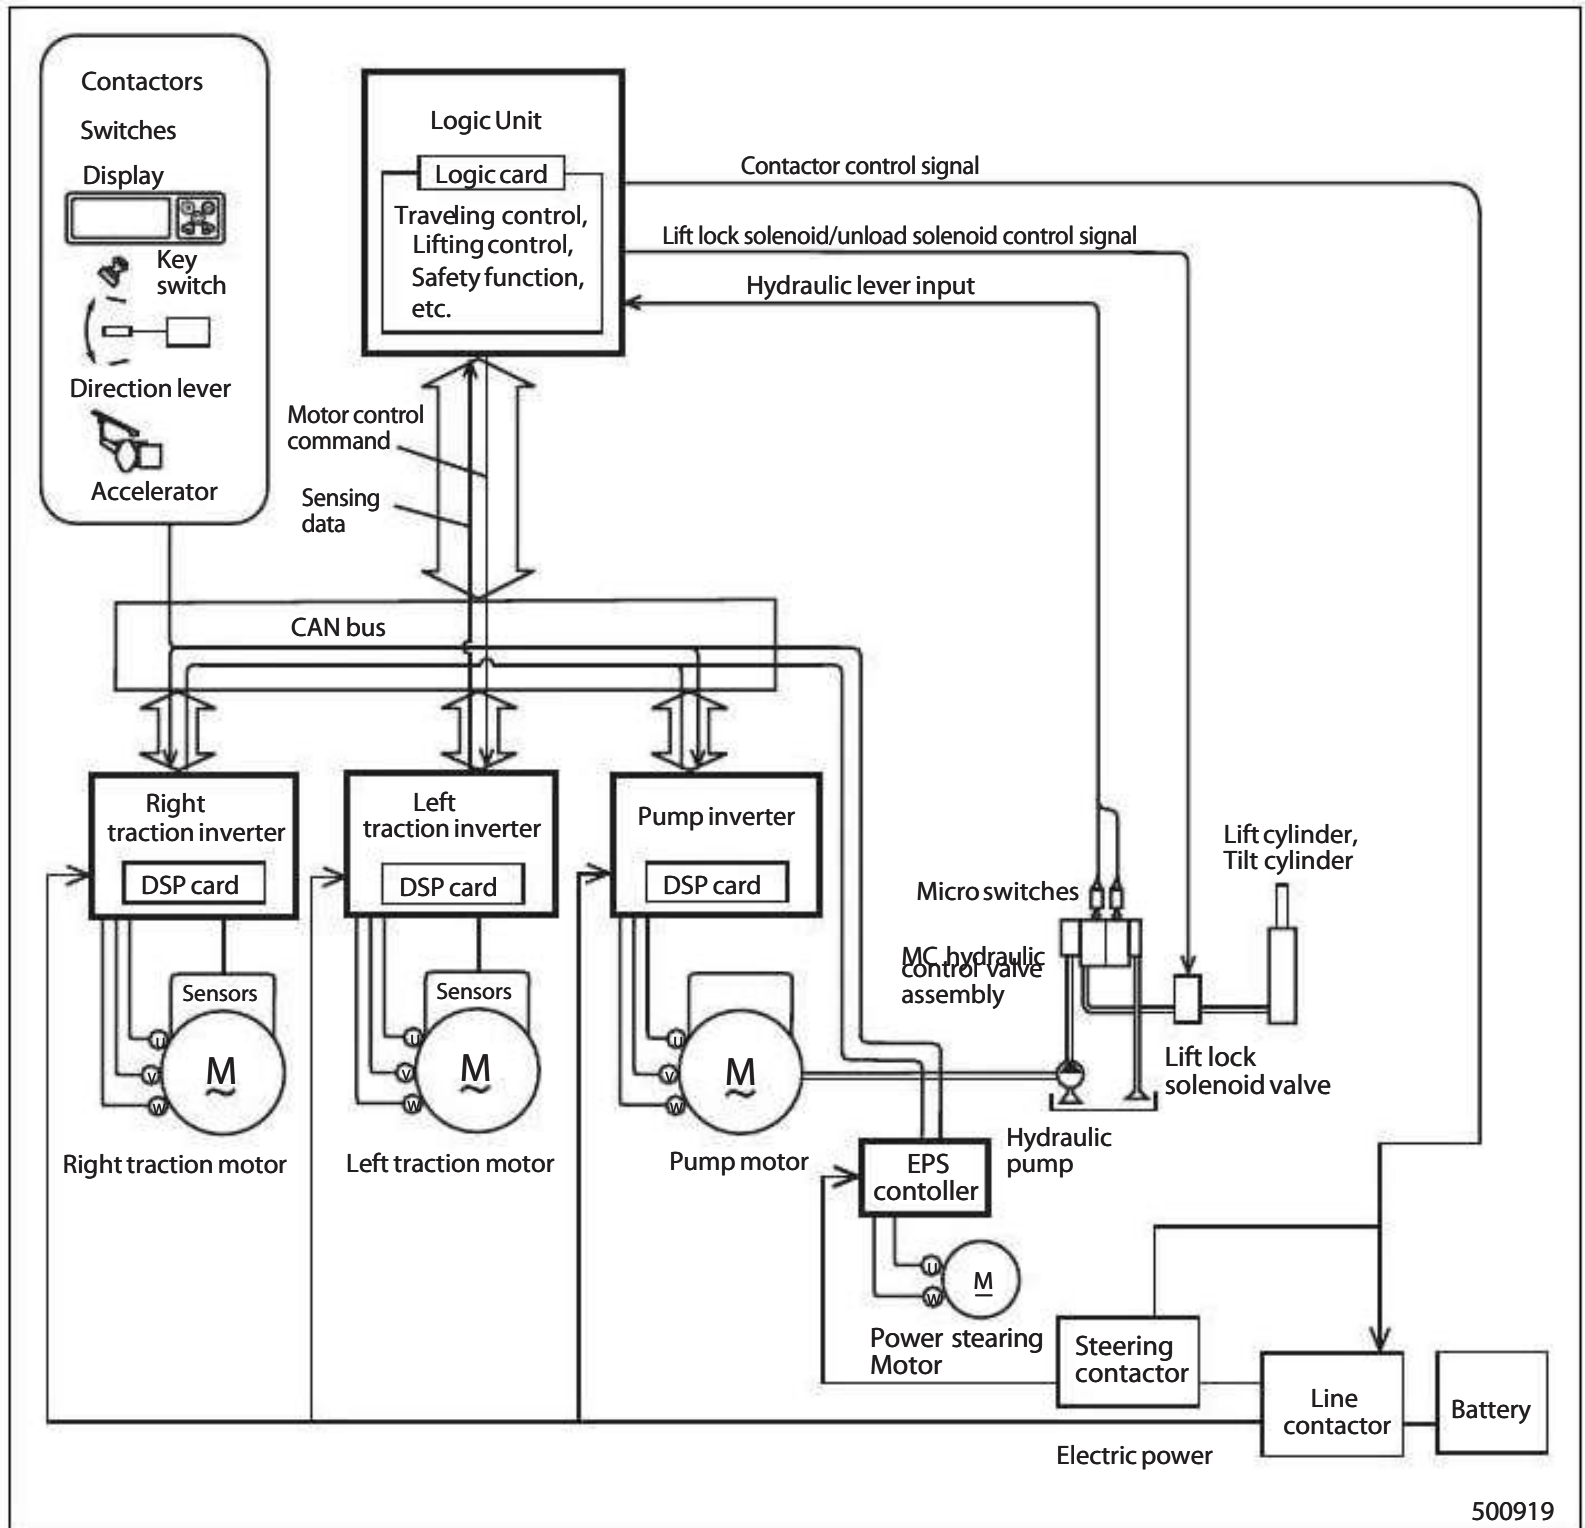 Contactors
Switches
Display
Key
switch
Direction lever
Accelerator
Logic Unit
Logic card
Traveling control,
Lifting control,
Safety function,
etc.
Contactor control signal
Lift lock solenoid/unload solenoid control signal
Hydraulic lever input
Motor control
command
Sensing
data
CAN bus
Right
traction inverter
DSP card
Left
traction inverter
DSP card
Pump inverter
DSP card
Sensors
U
V
W
M
Right traction motor
Sensors
U
V
W
M
Left traction motor
U
V
W
M
Pump motor
Micro switches
MC hydraulic
control valve
assembly
Lift cylinder,
Tilt cylinder
Lift lock
solenoid valve
Hydraulic
pump
EPS
contoller
U
W
M
Power stearing
Motor
Steering
contactor
Line
contactor
Battery
Electric power
500919